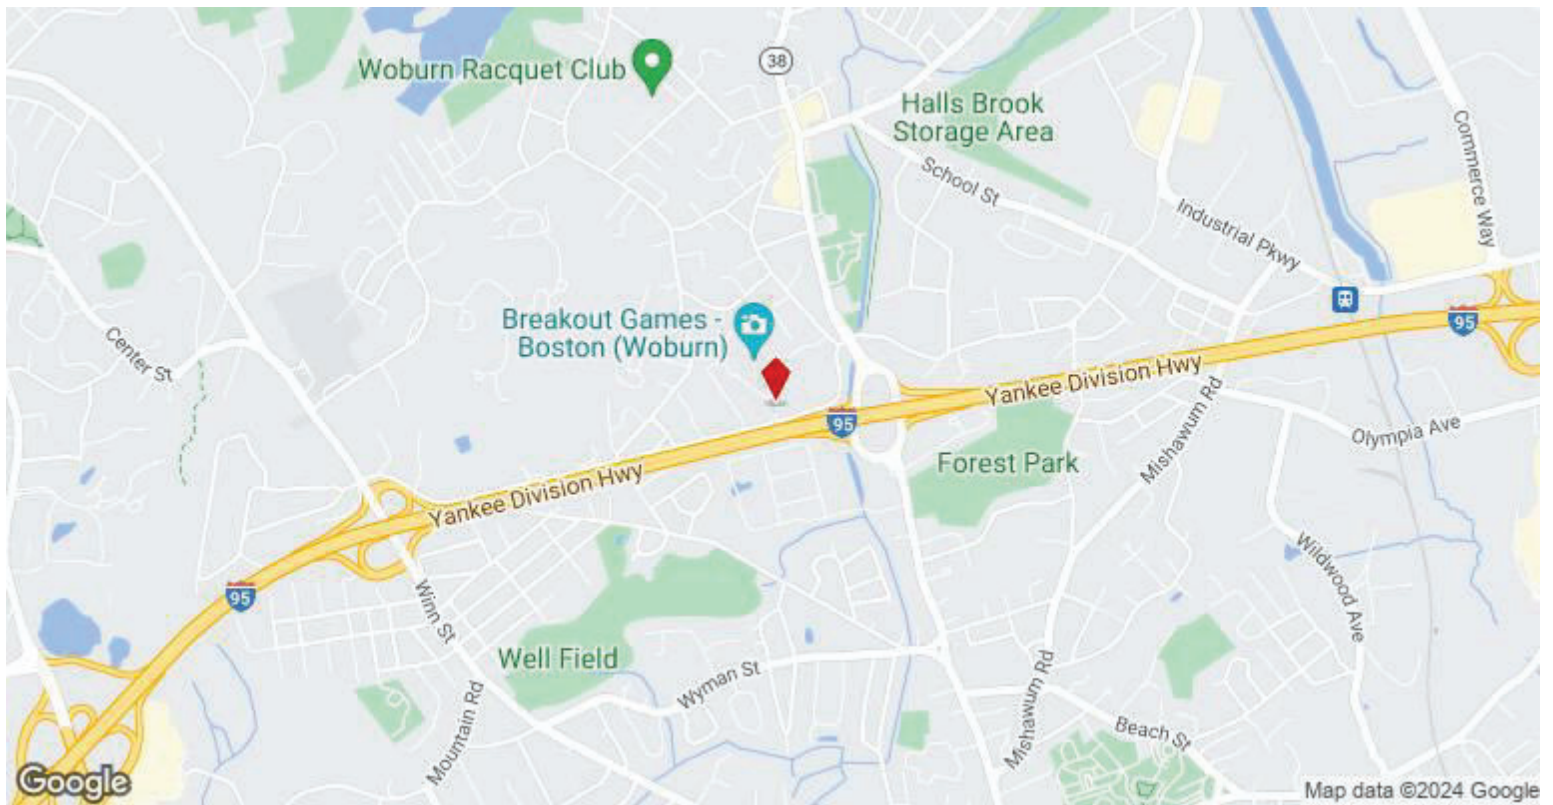 38
Woburn Racquet Club
Halls Brook
Storage Area
Commerce Way
School St
Industrial Pkwy
Center St
Breakout Games -
Boston (Woburn)
95
Yankee Division Hwy
95
Mishawum Rd
Olympia Ave
Forest Park
Yankee Division Hwy
Wildwood Ave
95
Winn St
Well Field
Wyman St
Mishawum Rd
Mountain Rd
Beach St
Google
Map data ©2024 Google